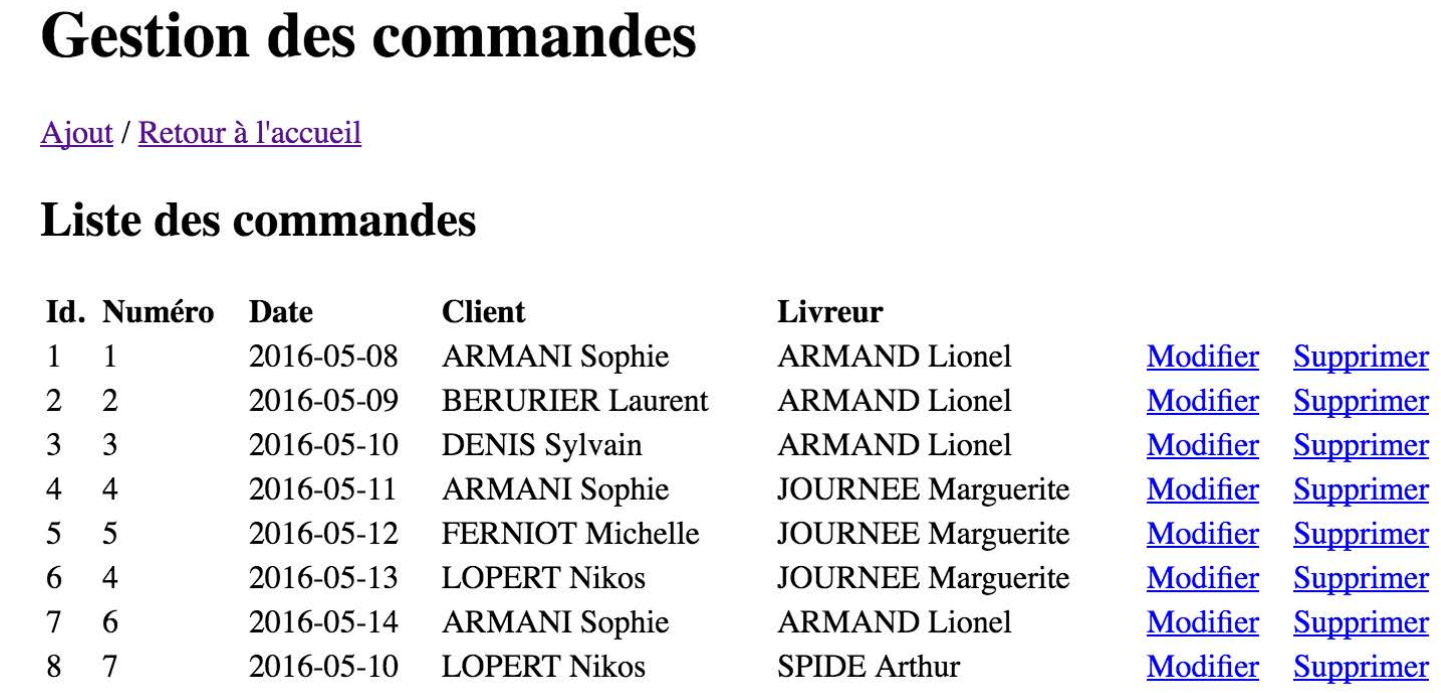 Gestion des commandes
Ajout / Retour à l'accueil
Liste des commandes
Id. Numéro Date Client Livreur
1 1 2016-05-08 ARMANI Sophie ARMAND Lionel Modifier Supprimer
2 2 2016-05-09 BERURIER Laurent ARMAND Lionel Modifier Supprimer
3 3 2016-05-10 DENIS Sylvain ARMAND Lionel Modifier Supprimer
4 4 2016-05-11 ARMANI Sophie JOURNEE Marguerite Modifier Supprimer
5 5 2016-05-12 FERNIOT Michelle JOURNEE Marguerite Modifier Supprimer
6 4 2016-05-13 LOPERT Nikos JOURNEE Marguerite Modifier Supprimer
7 6 2016-05-14 ARMANI Sophie ARMAND Lionel Modifier Supprimer
8 7 2016-05-10 LOPERT Nikos SPIDE Arthur Modifier Supprimer